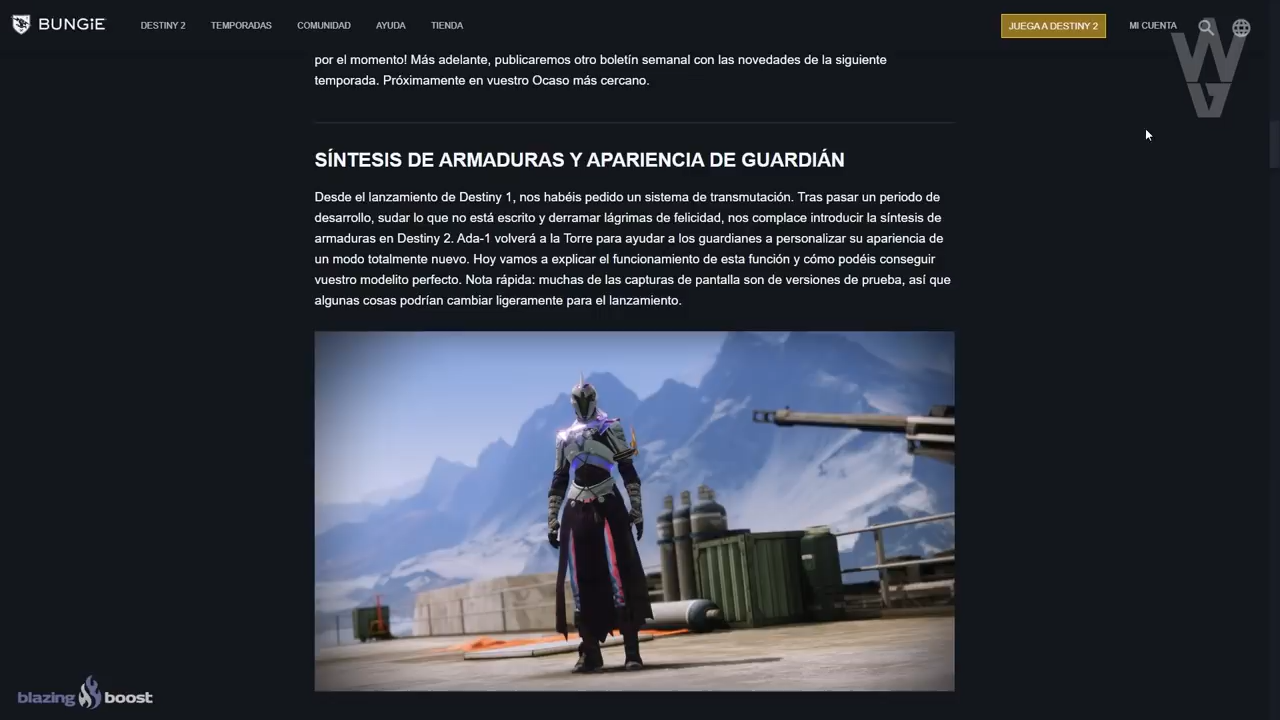 BUNGiE DESTINY 2 TEMPORADAS COMUNIDAD AYUDA TIENDA JUEGA A DESTINY 2 MI CUENTA
por el momento! Más adelante, publicaremos otro boletín semanal con las novedades de la siguiente
temporada. Próximamente en vuestro Ocaso más cercano.
SÍNTESIS DE ARMADURAS Y APARIENCIA DE GUARDIÁN
Desde el lanzamiento de Destiny 1, nos habéis pedido un sistema de transmutación. Tras pasar un periodo de
desarrollo, sudar lo que no está escrito y derramar lágrimas de felicidad, nos complace introducir la síntesis de
armaduras en Destiny 2. Ada-1 volverá a la Torre para ayudar a los guardianes a personalizar su apariencia de
un modo totalmente nuevo. Hoy vamos a explicar el funcionamiento de esta función y cómo podéis conseguir
vuestro modelito perfecto. Nota rápida: muchas de las capturas de pantalla son de versiones de prueba, así que
algunas cosas podrían cambiar ligeramente para el lanzamiento.
blazing boost